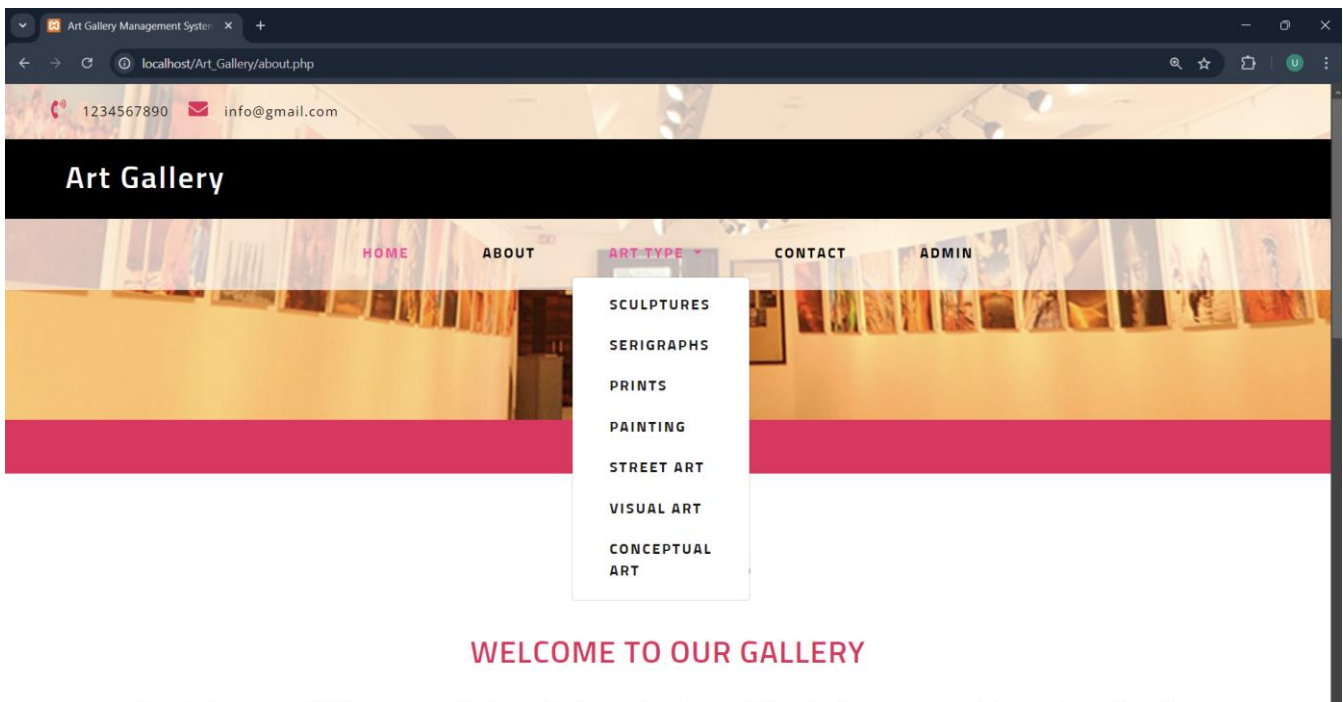 Art Gallery Management System
localhost/Art_Gallery/about.php
U
1234567890 info@gmail.com
Art Gallery
HOME ABOUT ART TYPE CONTACT ADMIN
SCULPTURES
SERIGRAPHS
PRINTS
PAINTING
STREET ART
VISUAL ART
CONCEPTUAL
ART
WELCOME TO OUR GALLERY